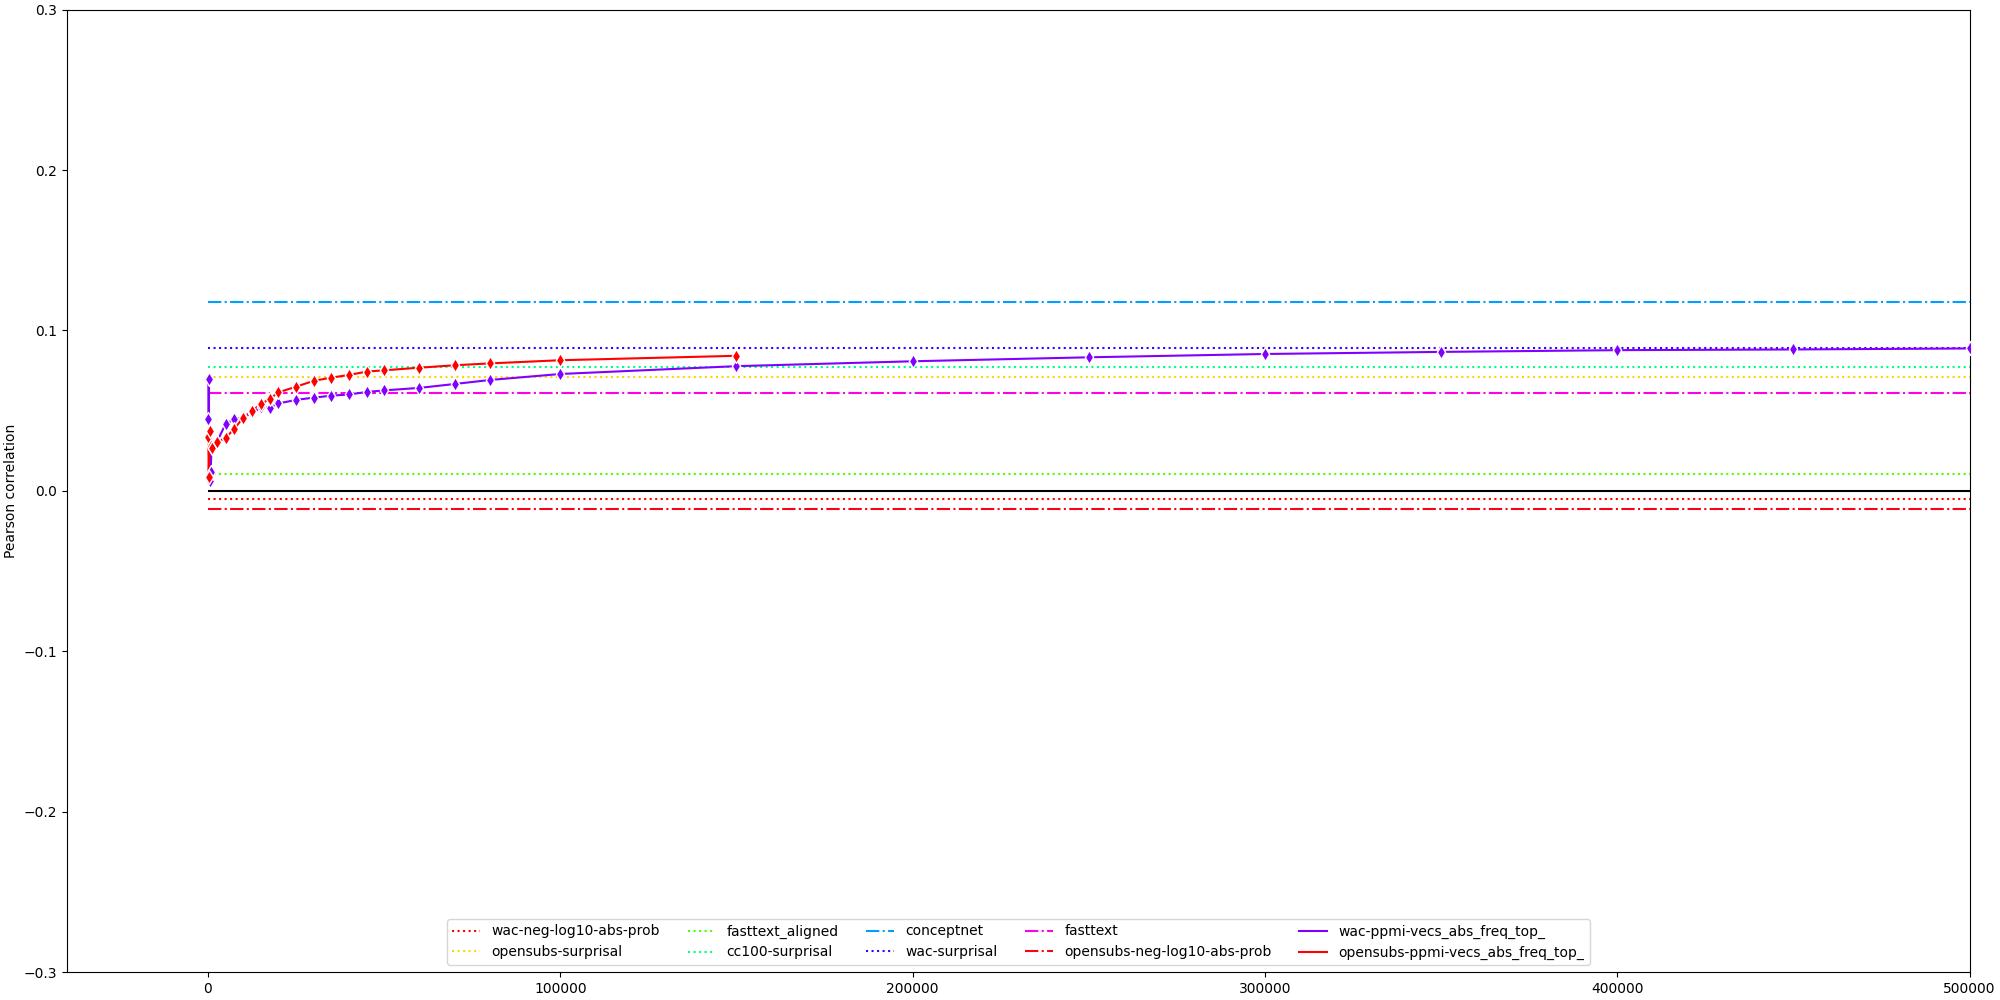 0.3
0.2
0.1
0.0
−0.1
−0.2
−0.3
Pearson correlation
wac-neg-log10-abs-prob
opensubs-surprisal
fasttext_aligned
cc100-surprisal
conceptnet
wac-surprisal
fasttext
opensubs-neg-log10-abs-prob
wac-ppmi-vecs_abs_freq_top_
opensubs-ppmi-vecs_abs_freq_top_
0 100000 200000 300000 400000 500000